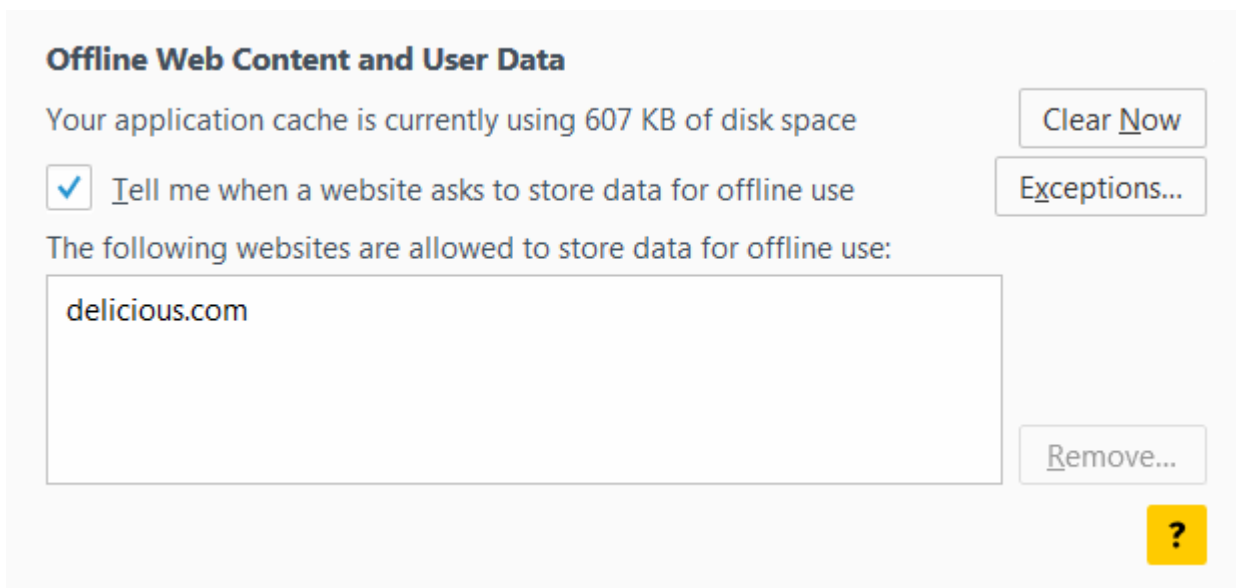 Offline Web Content and User Data
Your application cache is currently using 607 KB of disk space
Clear Now
Tell me when a website asks to store data for offline use
Exceptions...
The following websites are allowed to store data for offline use:
delicious.com
Remove...
?